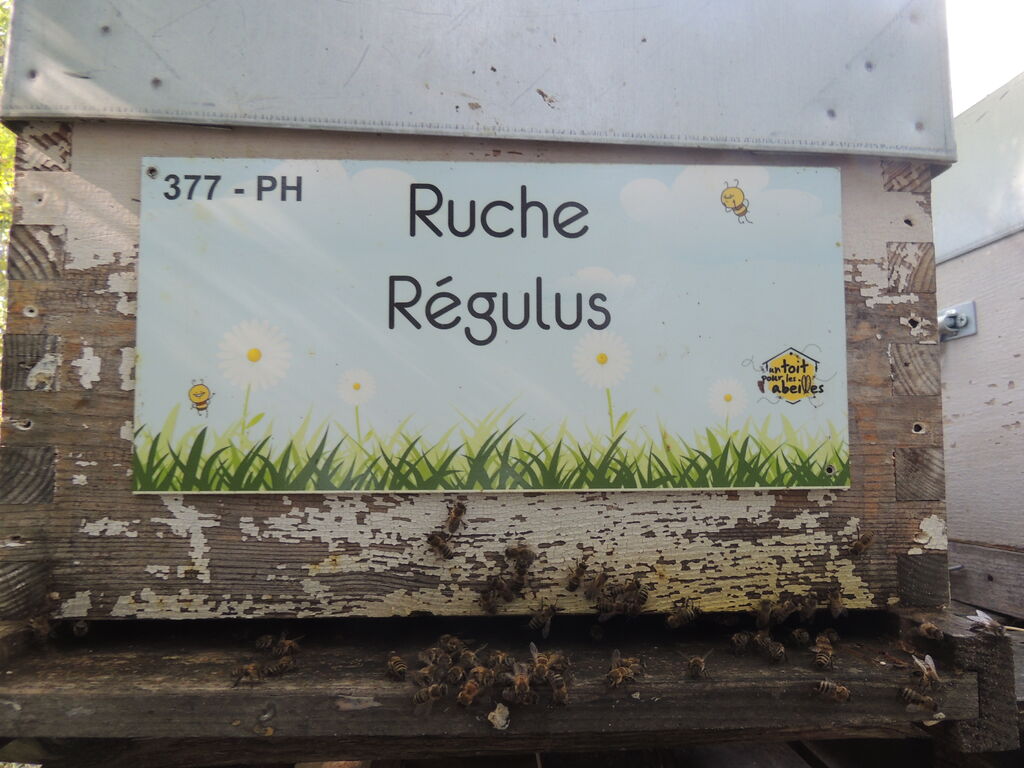 377 - PH
Ruche
Régulus
un toit
pour les
abeilles